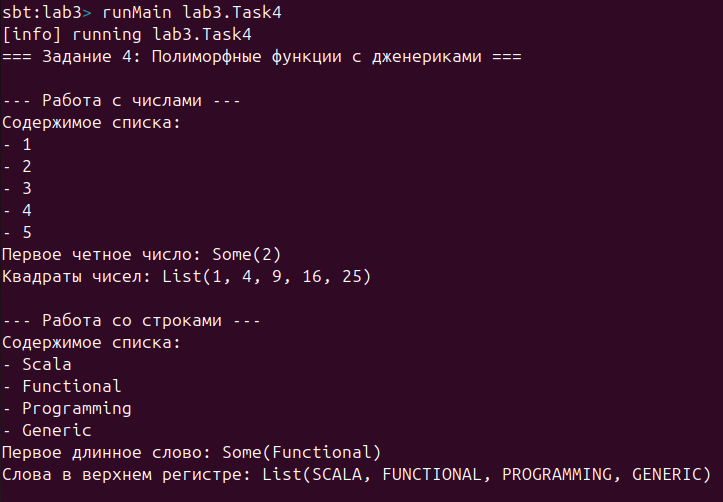 sbt:lab3> runMain lab3.Task4
[info] running lab3.Task4
=== Задание 4: Полиморфные функции с дженериками ===
--- Работа с числами ---
Содержимое списка:
- 1
- 2
- 3
- 4
- 5
Первое четное число: Some(2)
Квадраты чисел: List(1, 4, 9, 16, 25)
--- Работа со строками ---
Содержимое списка:
- Scala
- Functional
- Programming
- Generic
Первое длинное слово: Some(Functional)
Слова в верхнем регистре: List(SCALA, FUNCTIONAL, PROGRAMMING, GENERIC)